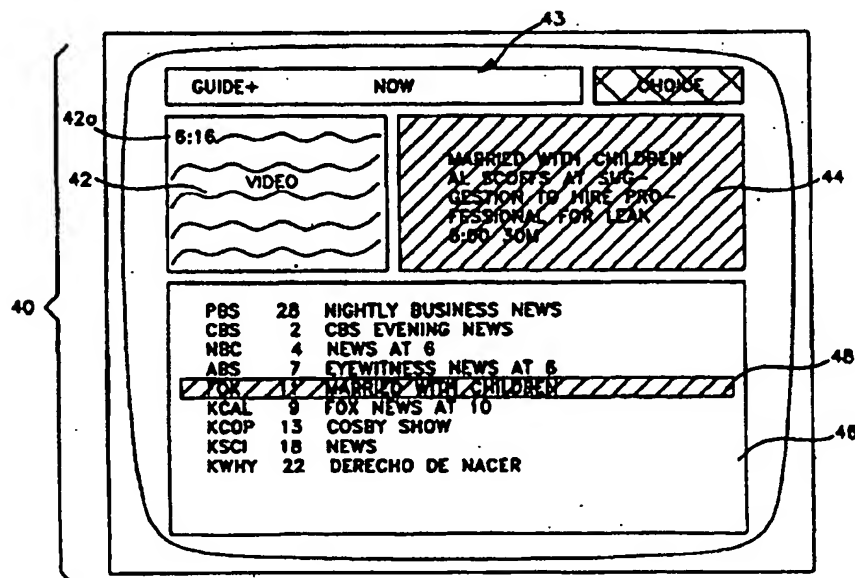 43
GUIDE+ NOW CHOICE
42a
6:16
42
VIDEO
MARRIED WITH CHILDREN
AL SCOFFS AT SUG-
GESTION TO HIRE PRO-
FESSIONAL FOR LEAK
6:00 30M
44
40
PBS 28 NIGHTLY BUSINESS NEWS
CBS 2 CBS EVENING NEWS
NBC 4 NEWS AT 6
ABS 7 EYEWITNESS NEWS AT 6
FOX 11 MARRIED WITH CHILDREN
48
KCAL 9 FOX NEWS AT 10
KCOP 13 COSBY SHOW
46
KSCI 18 NEWS
KWHY 22 DERECHO DE NACER